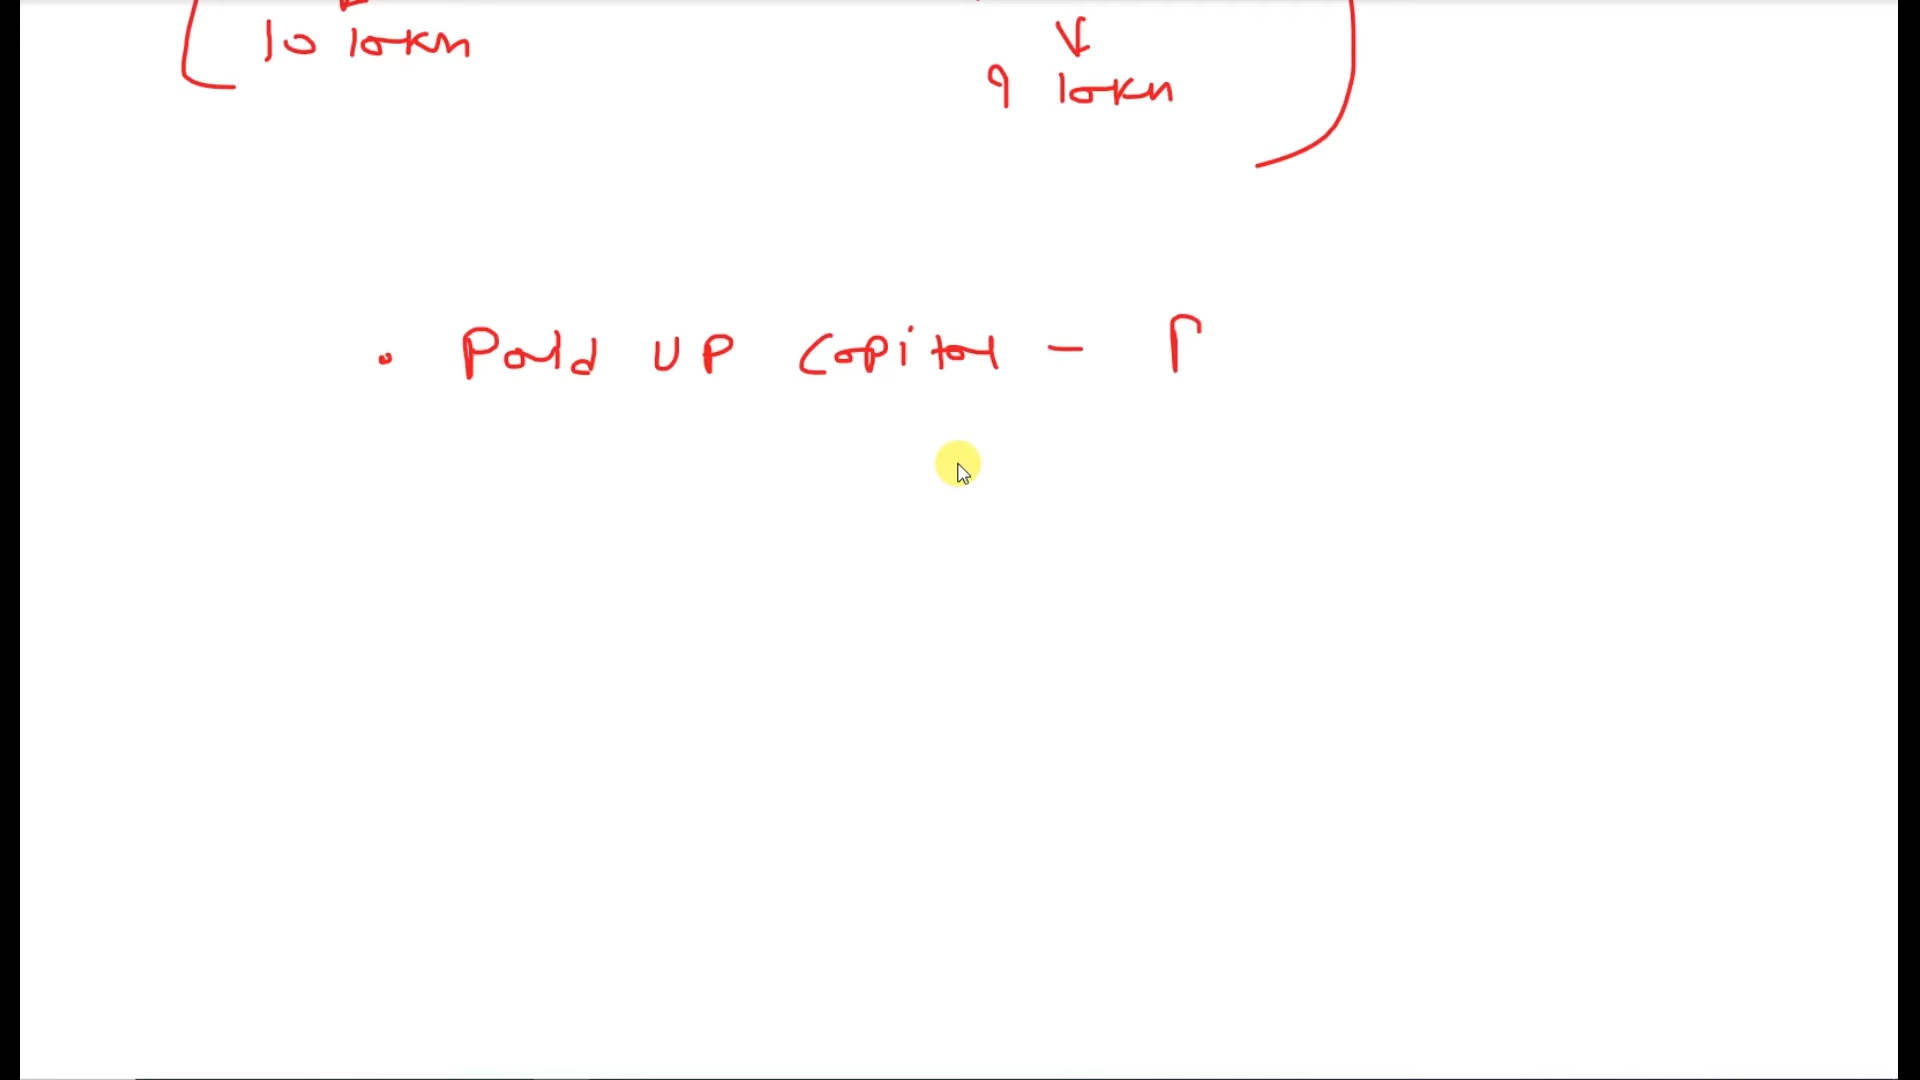 10 lakh
9 lakh
• Paid UP Capital - P